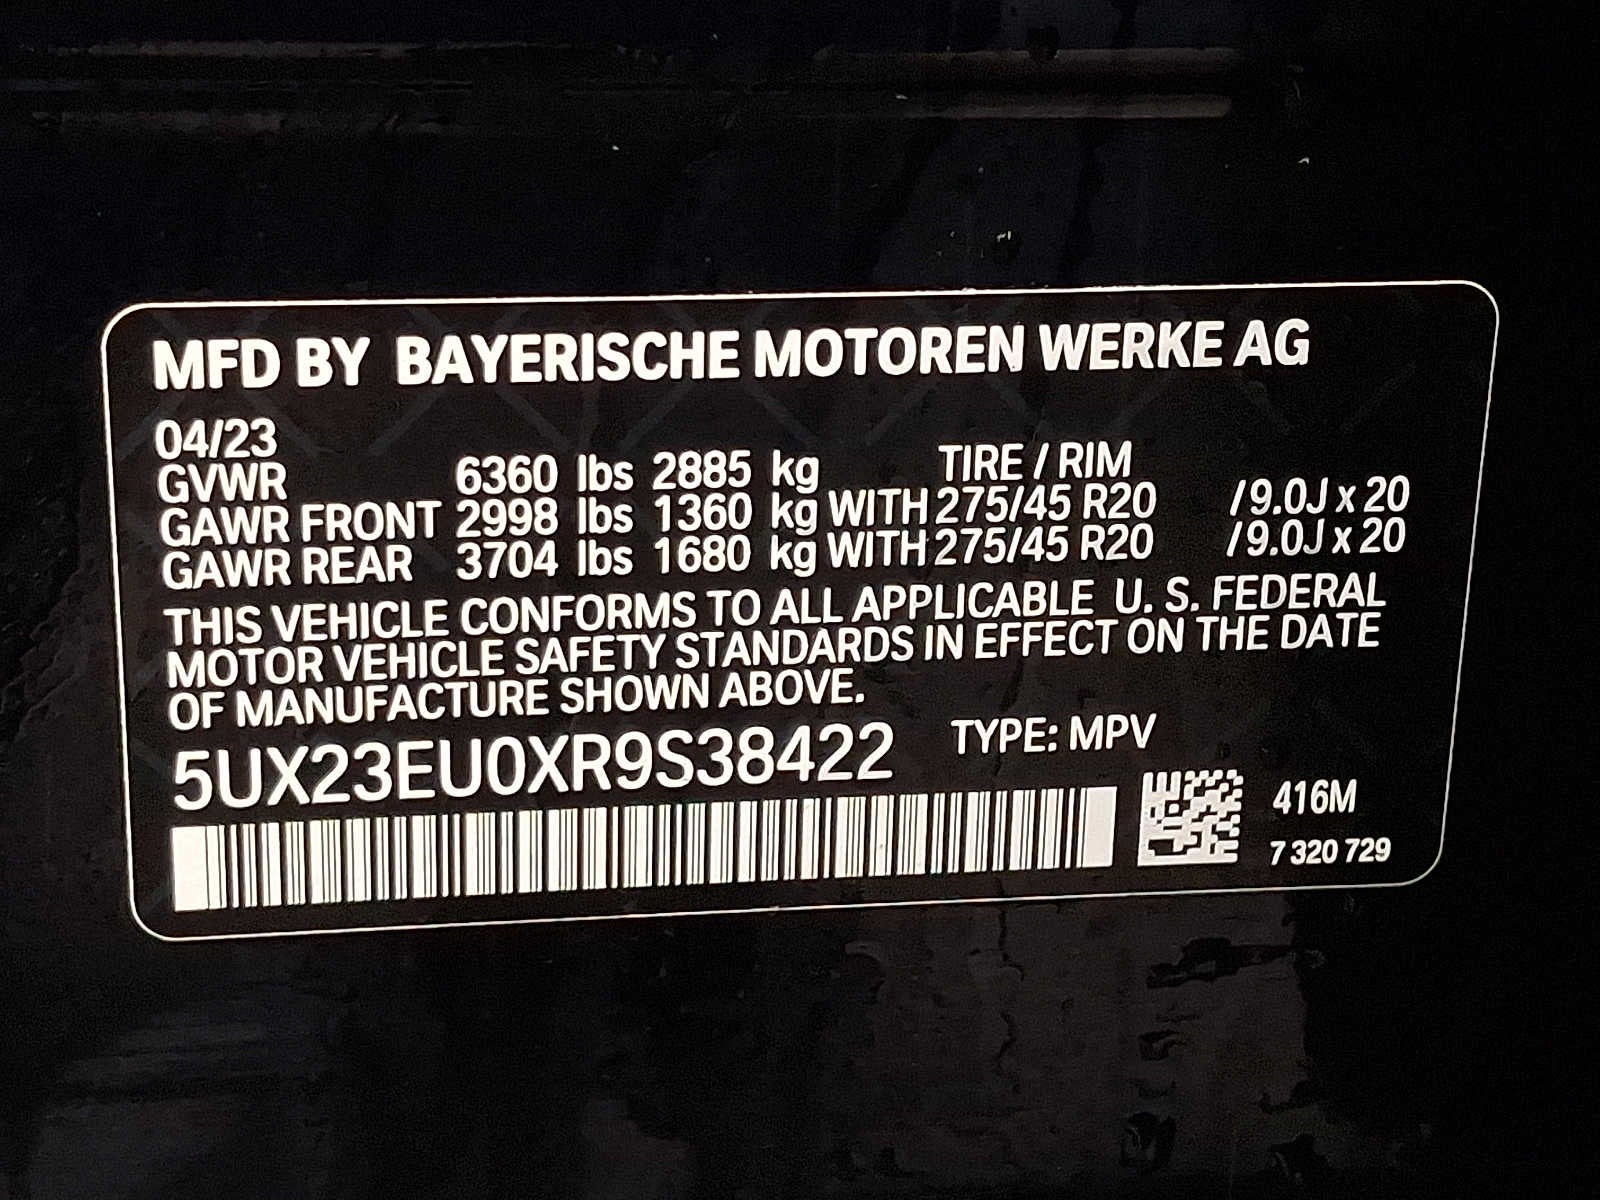 MFD BY BAYERISCHE MOTOREN WERKE AG
04/23
GVWR 6360 lbs 2885 kg TIRE / RIM
GAWR FRONT 2998 lbs 1360 kg WITH 275/45 R20 /9.0J x 20
GAWR REAR 3704 lbs 1680 kg WITH 275/45 R20 /9.0J x 20
THIS VEHICLE CONFORMS TO ALL APPLICABLE U. S. FEDERAL
MOTOR VEHICLE SAFETY STANDARDS IN EFFECT ON THE DATE
OF MANUFACTURE SHOWN ABOVE.
5UX23EU0XR9S38422 TYPE: MPV
416M
7 320 729